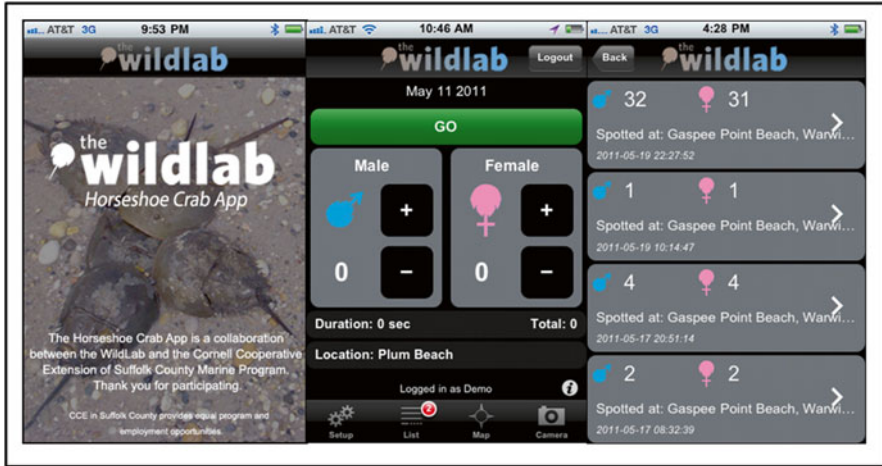 AT&T 3G 9:53 PM
the
wildlab
the
wildlab
Horseshoe Crab App
The Horseshoe Crab App is a collaboration
between the WildLab and the Cornell Cooperative
Extension of Suffolk County Marine Program.
Thank you for participating.
CCE in Suffolk County provides equal program and
employment opportunities.
AT&T 10:46 AM
the
wildlab
Logout
May 11 2011
GO
Male Female
+ +
0 − 0 −
Duration: 0 sec Total: 0
Location: Plum Beach
Logged in as Demo i
2
Setup List Map Camera
AT&T 3G 4:28 PM
Back
the
wildlab
32 31
Spotted at: Gaspee Point Beach, Warwi...
2011-05-19 22:27:52
1 1
Spotted at: Gaspee Point Beach, Warwi...
2011-05-19 10:14:47
4 4
Spotted at: Gaspee Point Beach, Warwi...
2011-05-17 20:51:14
2 2
Spotted at: Gaspee Point Beach, Warwi...
2011-05-17 08:32:39